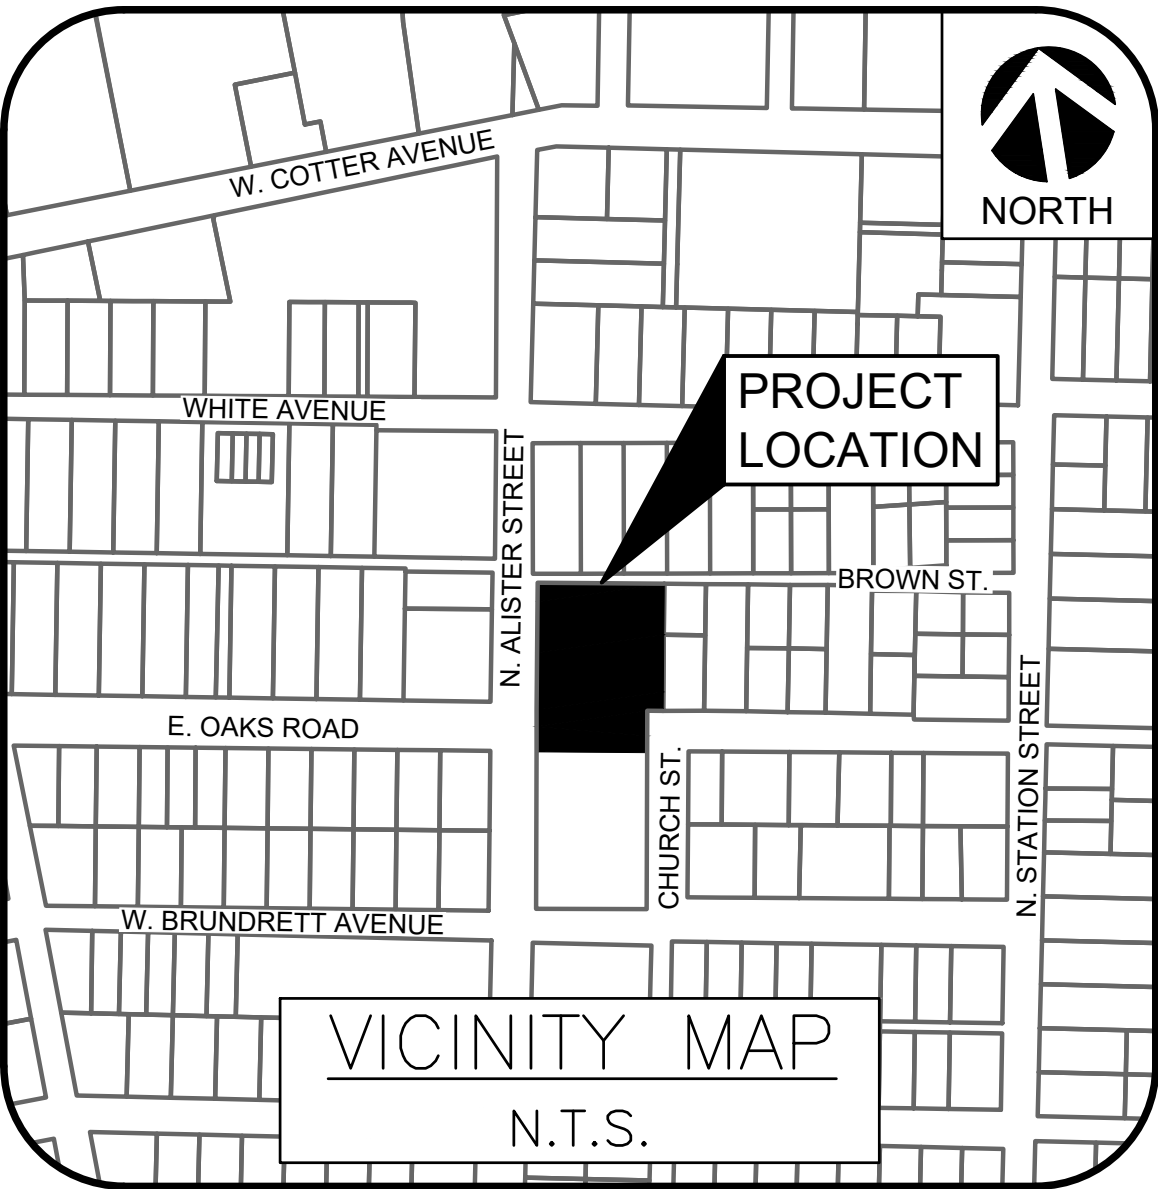 W. COTTER AVENUE
NORTH
PROJECT
LOCATION
WHITE AVENUE
N. ALISTER STREET
BROWN ST.
E. OAKS ROAD
CHURCH ST.
N. STATION STREET
W. BRUNDRETT AVENUE
VICINITY MAP
N.T.S.